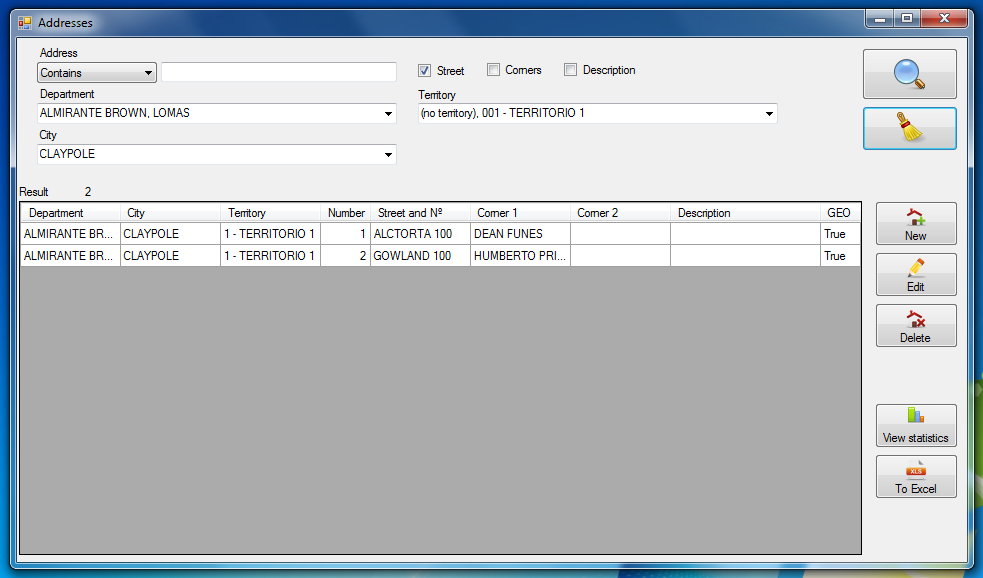 Addresses
Address
Contains
Street Corners Description
Department
Territory
ALMIRANTE BROWN, LOMAS
(no territory), 001 - TERRITORIO 1
City
CLAYPOLE
Result 2
Department City Territory Number Street and Nº Corner 1 Corner 2 Description GEO
ALMIRANTE BR... CLAYPOLE 1 - TERRITORIO 1 1 ALCTORTA 100 DEAN FUNES True
ALMIRANTE BR... CLAYPOLE 1 - TERRITORIO 1 2 GOWLAND 100 HUMBERTO PRI... True
New
Edit
Delete
View statistics
XLS
To Excel